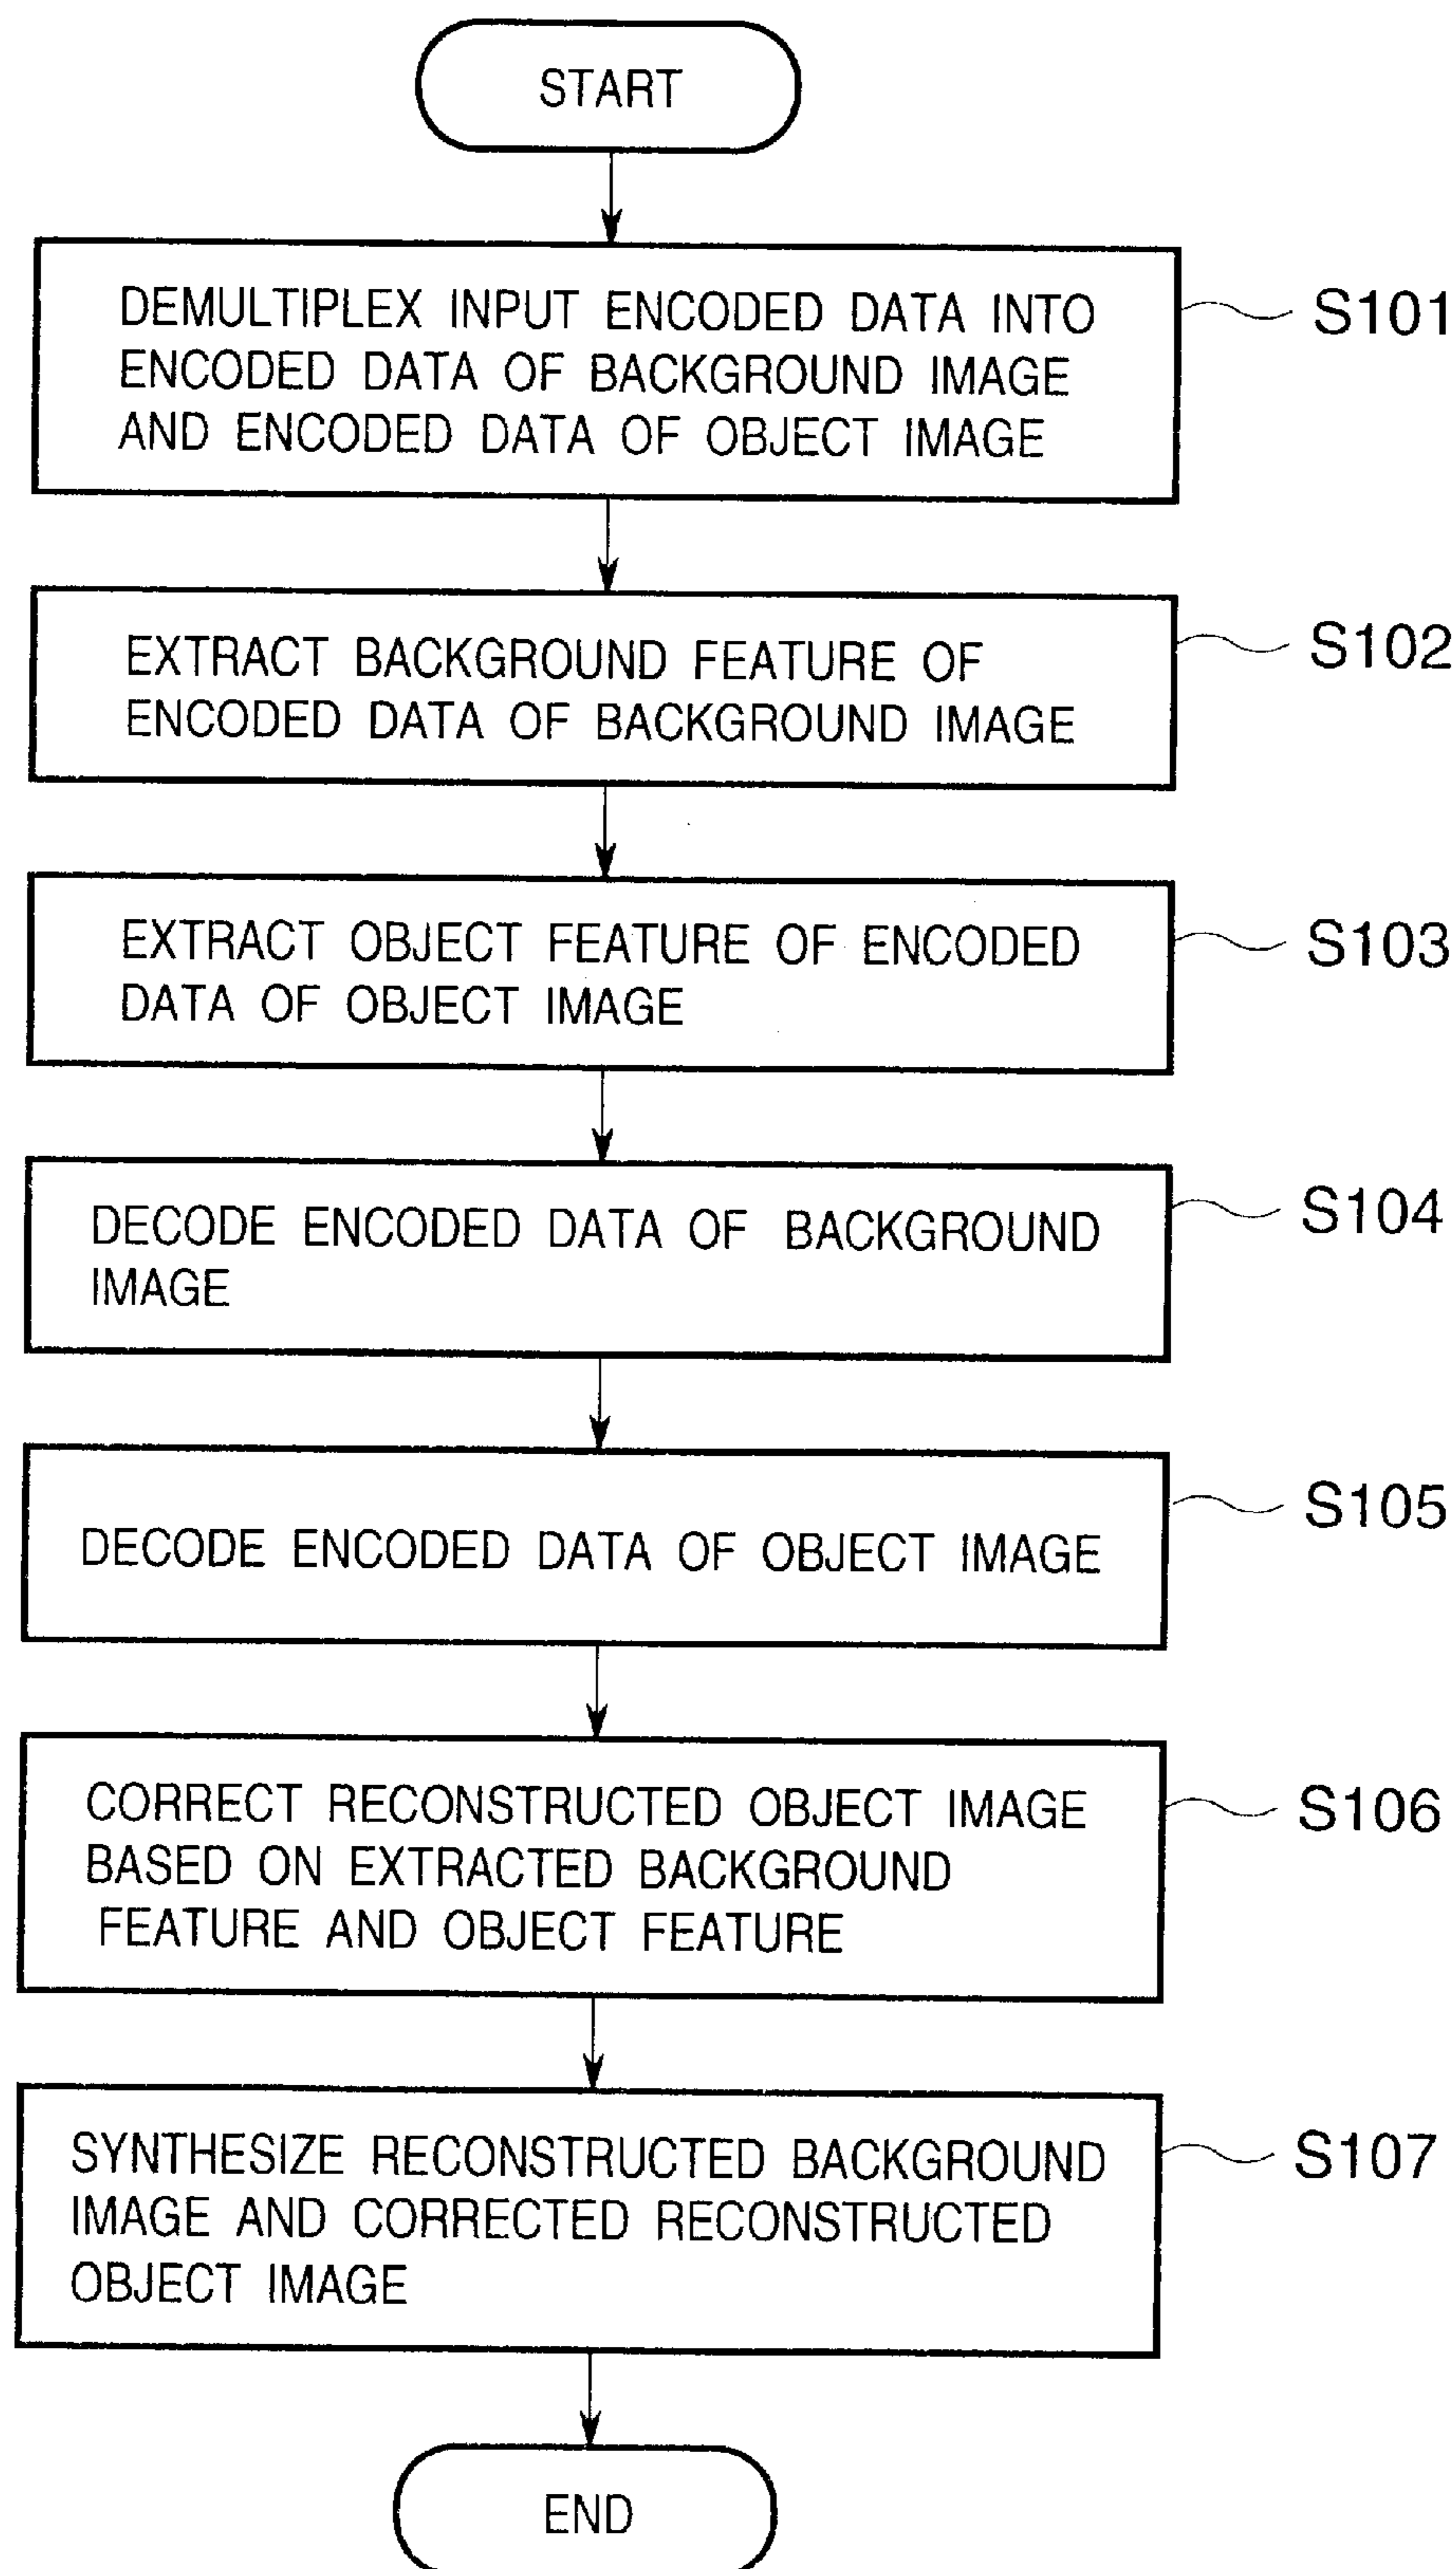 START
DEMULTIPLEX INPUT ENCODED DATA INTO
ENCODED DATA OF BACKGROUND IMAGE
AND ENCODED DATA OF OBJECT IMAGE
S101
EXTRACT BACKGROUND FEATURE OF
ENCODED DATA OF BACKGROUND IMAGE
S102
EXTRACT OBJECT FEATURE OF ENCODED
DATA OF OBJECT IMAGE
S103
DECODE ENCODED DATA OF BACKGROUND
IMAGE
S104
DECODE ENCODED DATA OF OBJECT IMAGE
S105
CORRECT RECONSTRUCTED OBJECT IMAGE
BASED ON EXTRACTED BACKGROUND
FEATURE AND OBJECT FEATURE
S106
SYNTHESIZE RECONSTRUCTED BACKGROUND
IMAGE AND CORRECTED RECONSTRUCTED
OBJECT IMAGE
S107
END